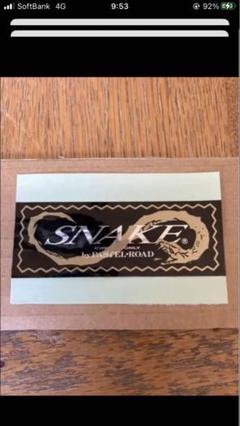 SoftBank 4G
9:53
92%
SNAKE®
by PASTEL•ROAD